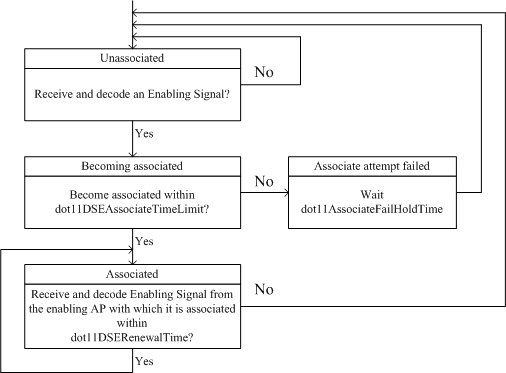 Unassociated
Receive and decode an Enabling Signal?
No
Yes
Becoming associated
Become associated within
dot11DSEAssociateTimeLimit?
No
Associate attempt failed
Wait
dot11AssociateFailHoldTime
Yes
Associated
Receive and decode Enabling Signal from
the enabling AP with which it is associated
within
dot11DSERenewalTime?
No
Yes